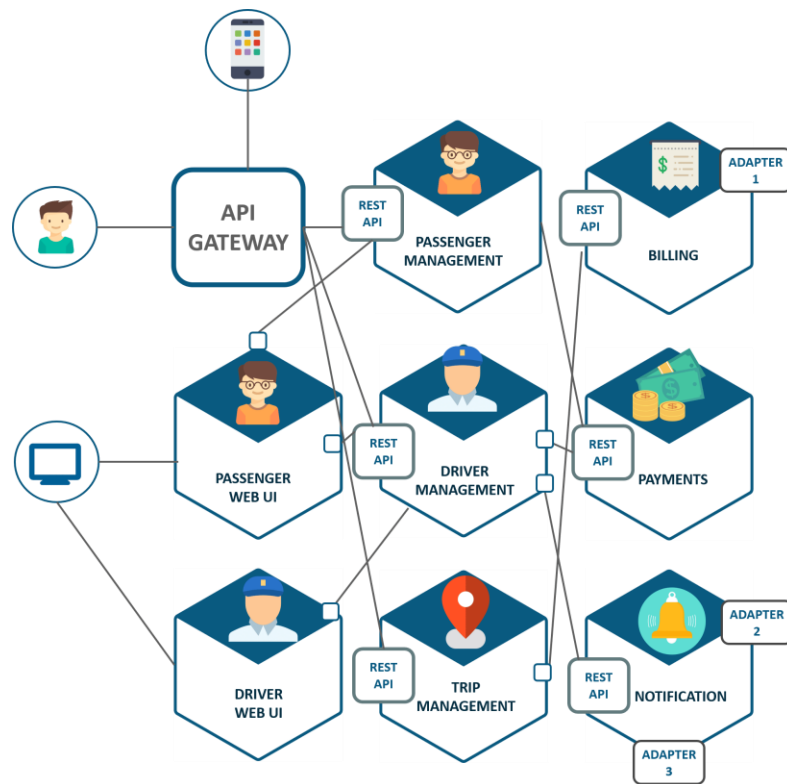 API
GATEWAY
REST
API
PASSENGER
MANAGEMENT
REST
API
BILLING
ADAPTER
1
PASSENGER
WEB UI
REST
API
DRIVER
MANAGEMENT
REST
API
PAYMENTS
DRIVER
WEB UI
REST
API
TRIP
MANAGEMENT
REST
API
NOTIFICATION
ADAPTER
2
ADAPTER
3